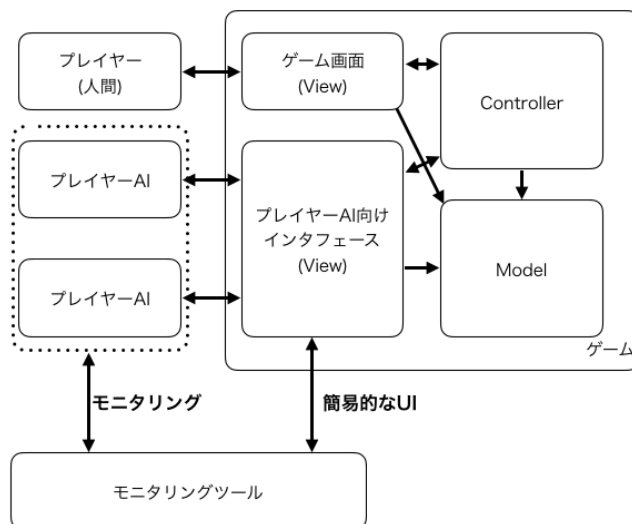 プレイヤー
(人間)
ゲーム画面
(View)
Controller
プレイヤーAI
プレイヤーAI向け
インタフェース
(View)
Model
プレイヤーAI
ゲーム
モニタリング
簡易的なUI
モニタリングツール